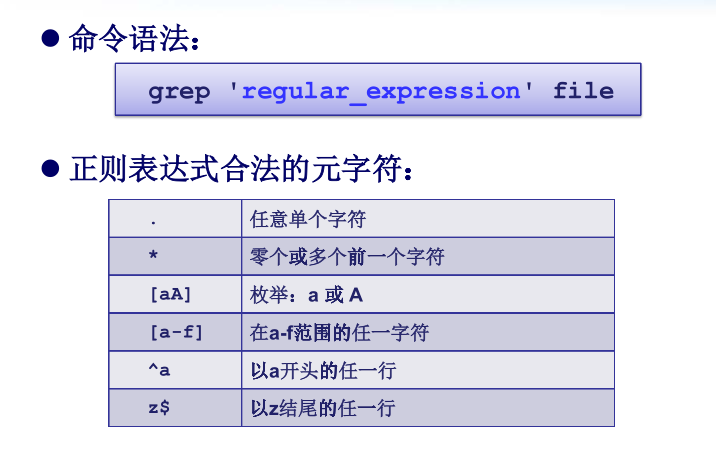 命令语法：
grep 'regular_expression' file
正则表达式合法的元字符：
. 任意单个字符
* 零个或多个前一个字符
[aA] 枚举：a 或 A
[a-f] 在a-f范围的任一字符
^a 以a开头的任一行
z$ 以z结尾的任一行